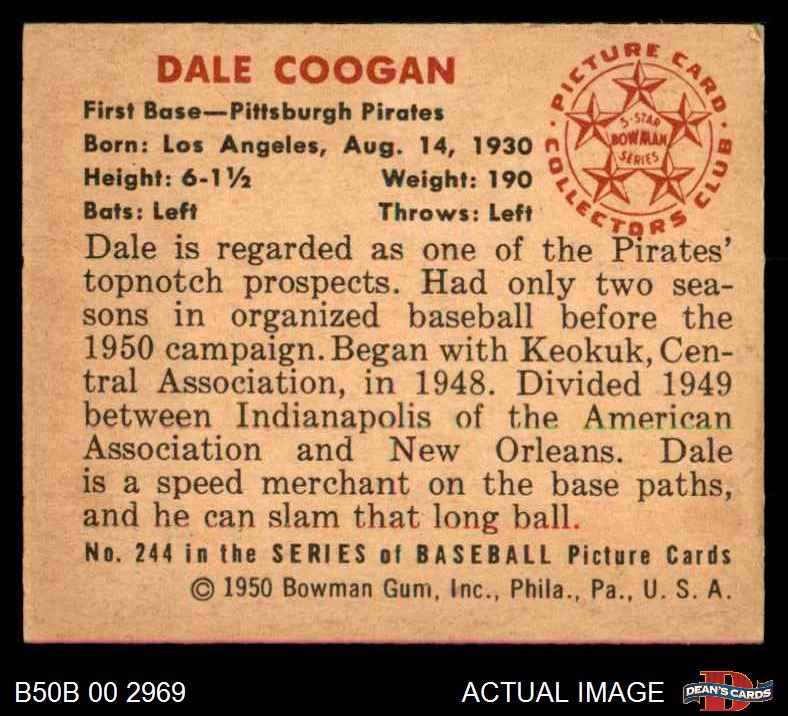 DALE COOGAN
First Base—Pittsburgh Pirates
Born: Los Angeles, Aug. 14, 1930
Height: 6-1½ Weight: 190
Bats: Left Throws: Left
PICTURE CARD
COLLECTORS CLUB
5-STAR
BOWMAN
SERIES
Dale is regarded as one of the Pirates'
topnotch prospects. Had only two sea-
sons in organized baseball before the
1950 campaign. Began with Keokuk, Cen-
tral Association, in 1948. Divided 1949
between Indianapolis of the American
Association and New Orleans. Dale
is a speed merchant on the base paths,
and he can slam that long ball.
No. 244 in the SERIES of BASEBALL Picture Cards
© 1950 Bowman Gum, Inc., Phila., Pa., U. S. A.
B50B 00 2969 ACTUAL IMAGE D DEAN'S CARDS